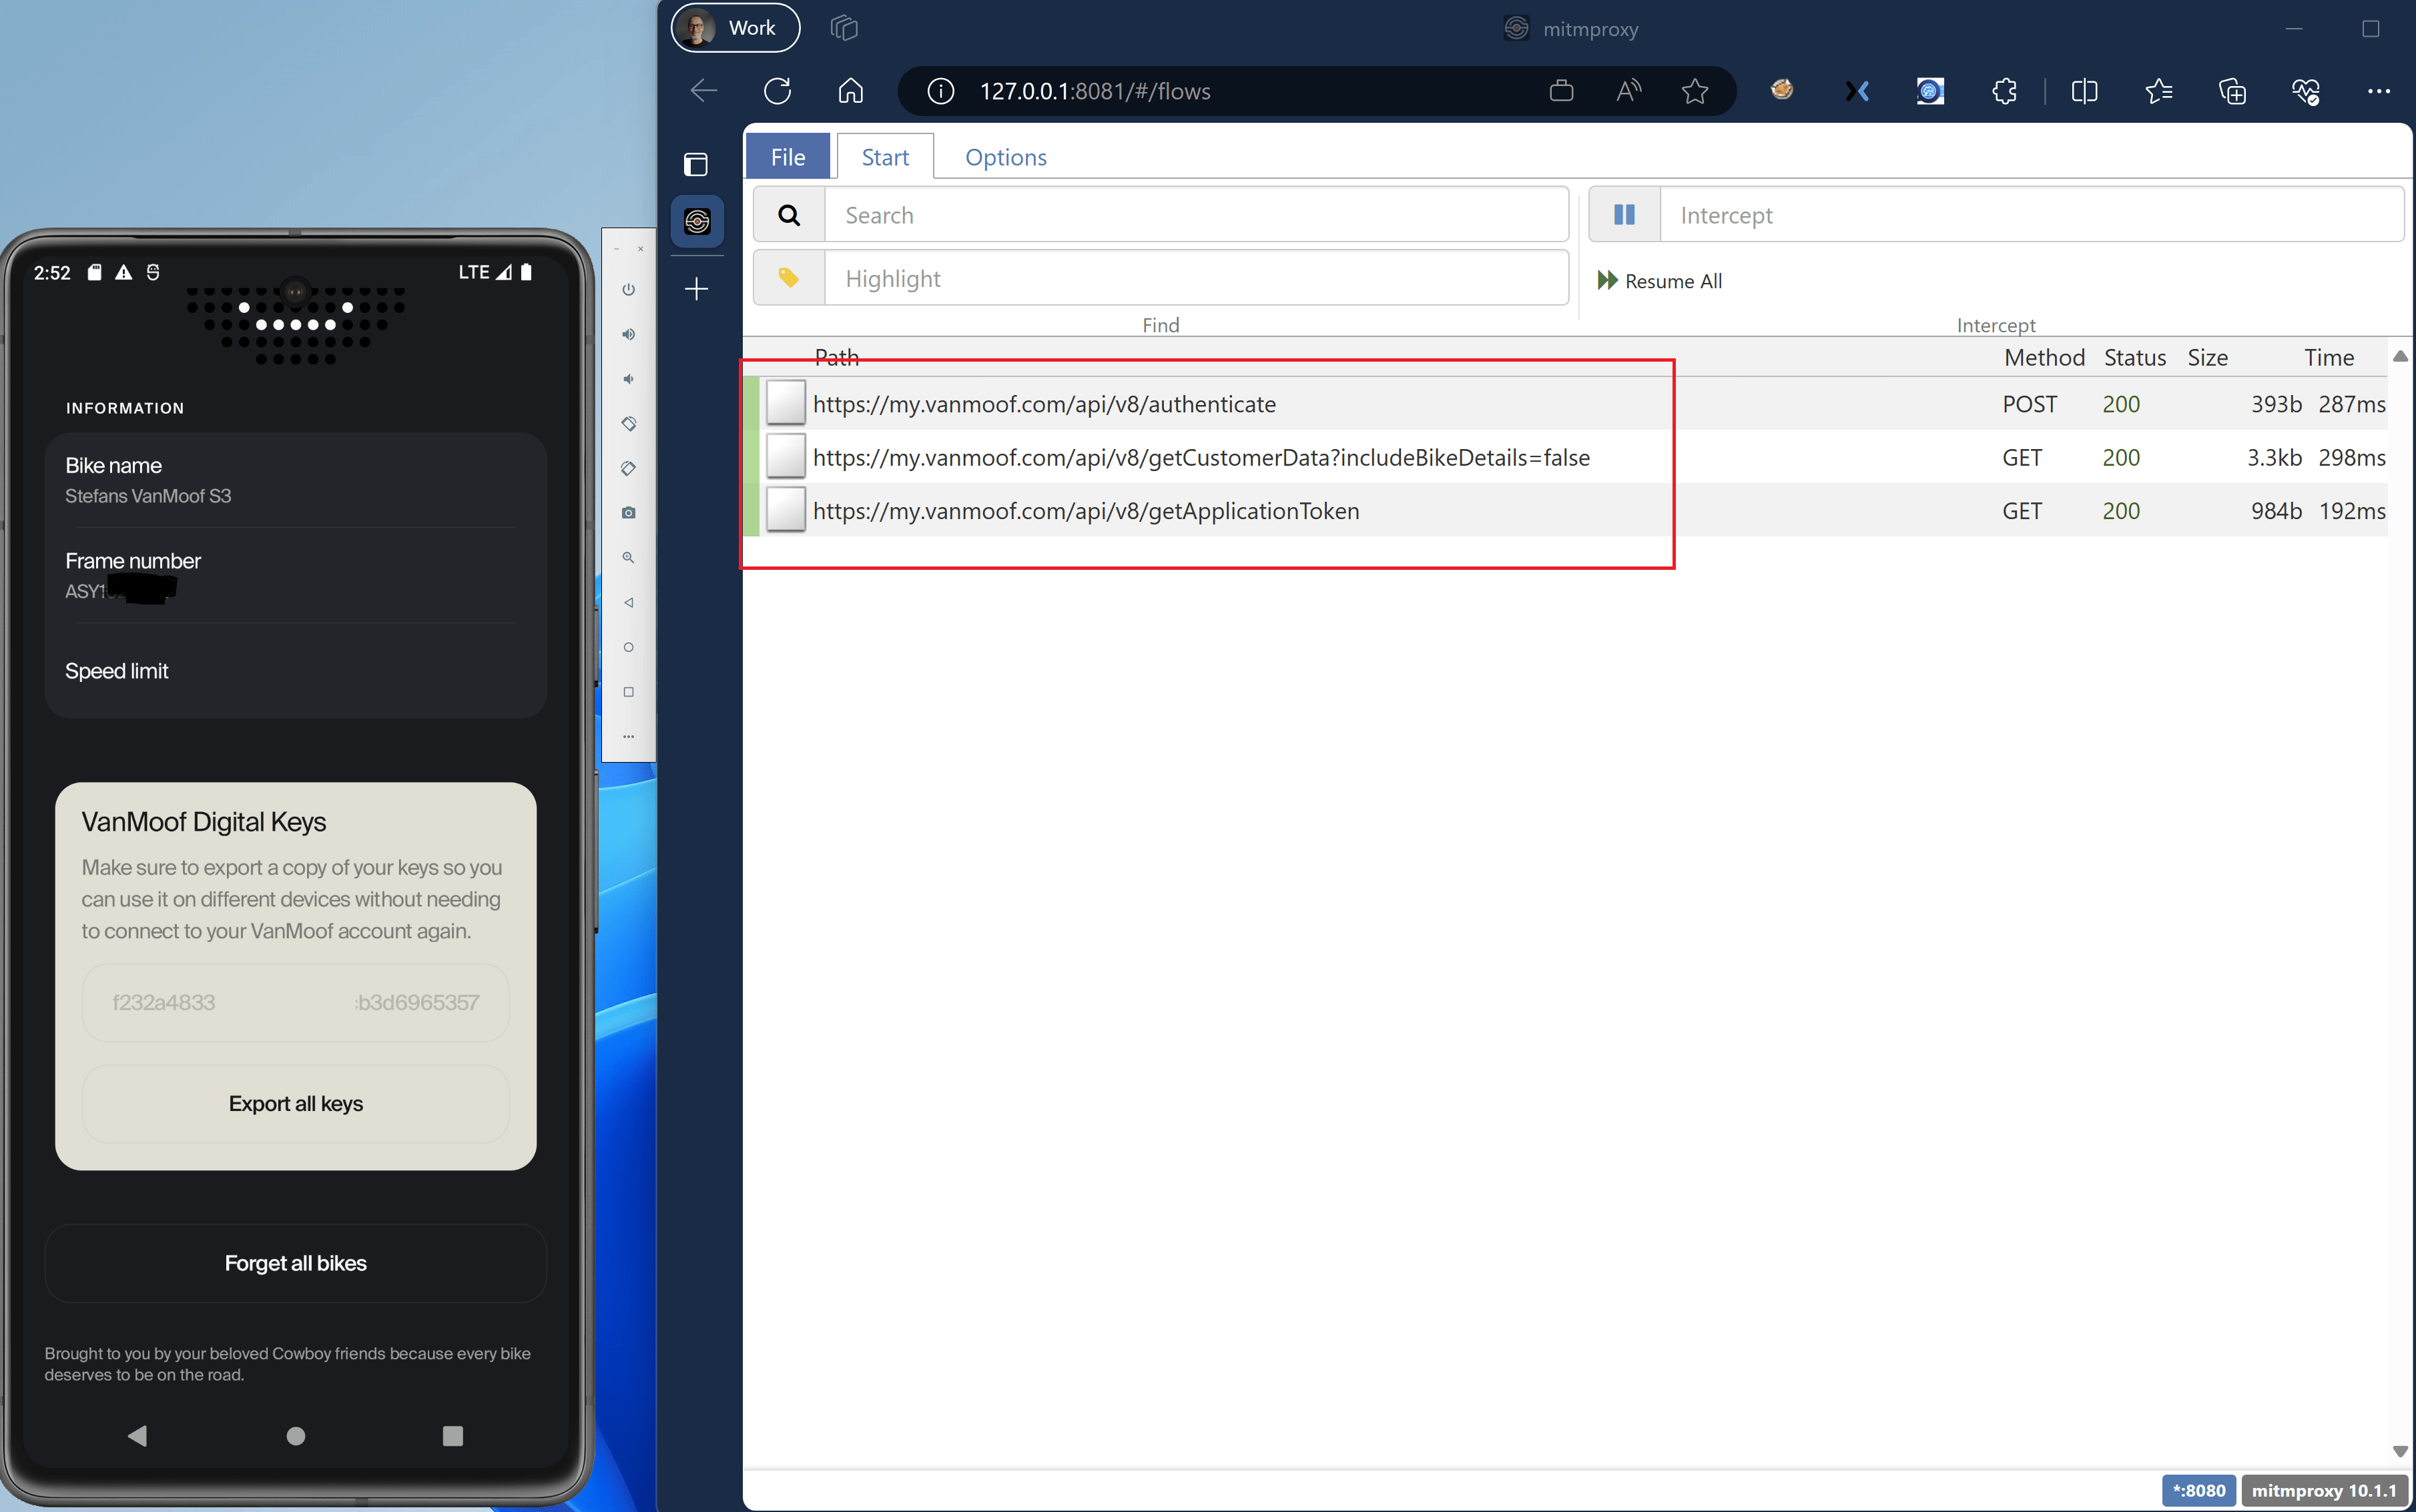 2:52
LTE
INFORMATION
Bike name
Stefans VanMoof S3
Frame number
ASY1
Speed limit
VanMoof Digital Keys
Make sure to export a copy of your keys so you
can use it on different devices without needing
to connect to your VanMoof account again.
f232a4833 :b3d6965357
Export all keys
Forget all bikes
Brought to you by your beloved Cowboy friends because every bike
deserves to be on the road.
Work
mitmproxy
127.0.0.1:8081/#/flows
File Start Options
Search
Intercept
Highlight
Resume All
Find
Intercept
Path Method Status Size Time
https://my.vanmoof.com/api/v8/authenticate POST 200 393b 287ms
https://my.vanmoof.com/api/v8/getCustomerData?includeBikeDetails=false GET 200 3.3kb 298ms
https://my.vanmoof.com/api/v8/getApplicationToken GET 200 984b 192ms
*:8080 mitmproxy 10.1.1